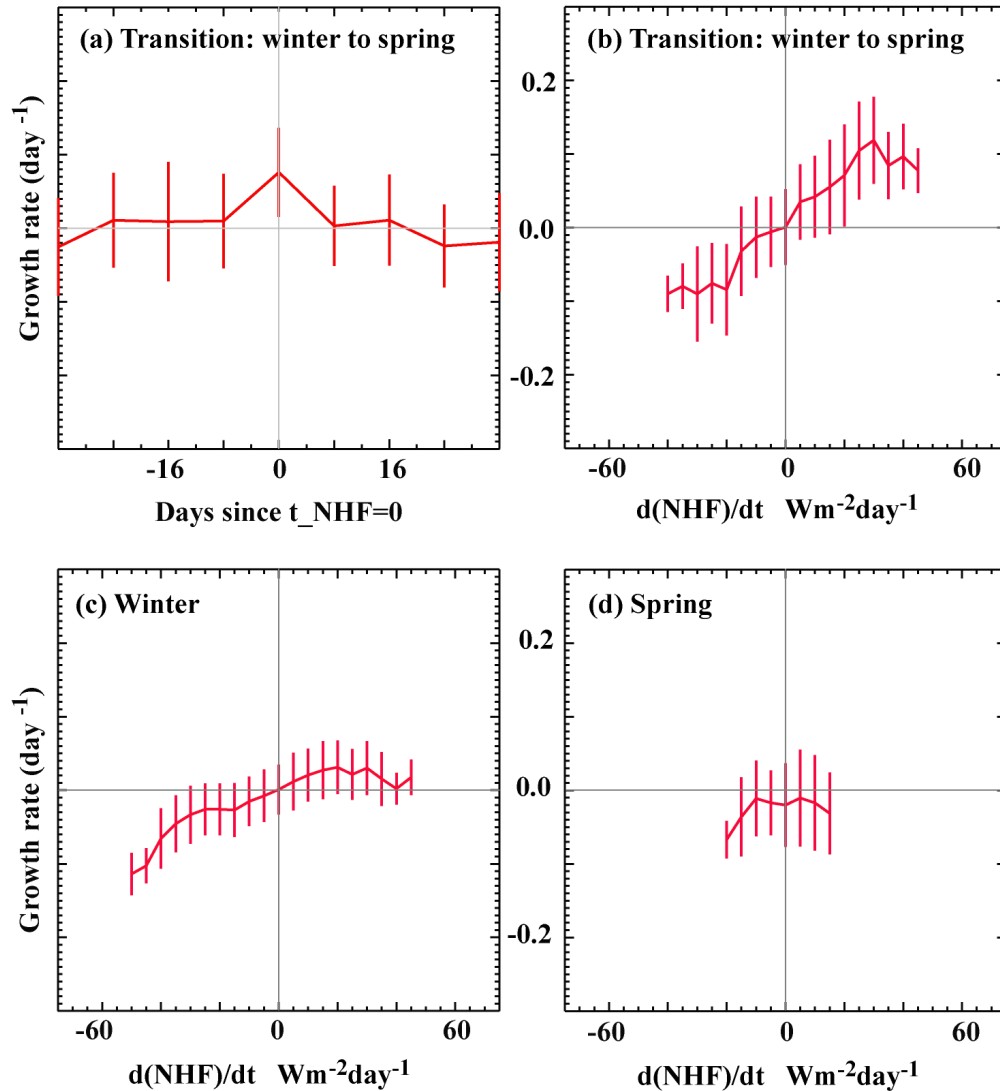 (a) Transition: winter to spring
Growth rate (day⁻¹)
-16 0 16
Days since t_NHF=0
(b) Transition: winter to spring
0.2
0.0
-0.2
-60 0 60
d(NHF)/dt Wm⁻²day⁻¹
(c) Winter
Growth rate (day⁻¹)
-60 0 60
d(NHF)/dt Wm⁻²day⁻¹
(d) Spring
0.2
0.0
-0.2
-60 0 60
d(NHF)/dt Wm⁻²day⁻¹